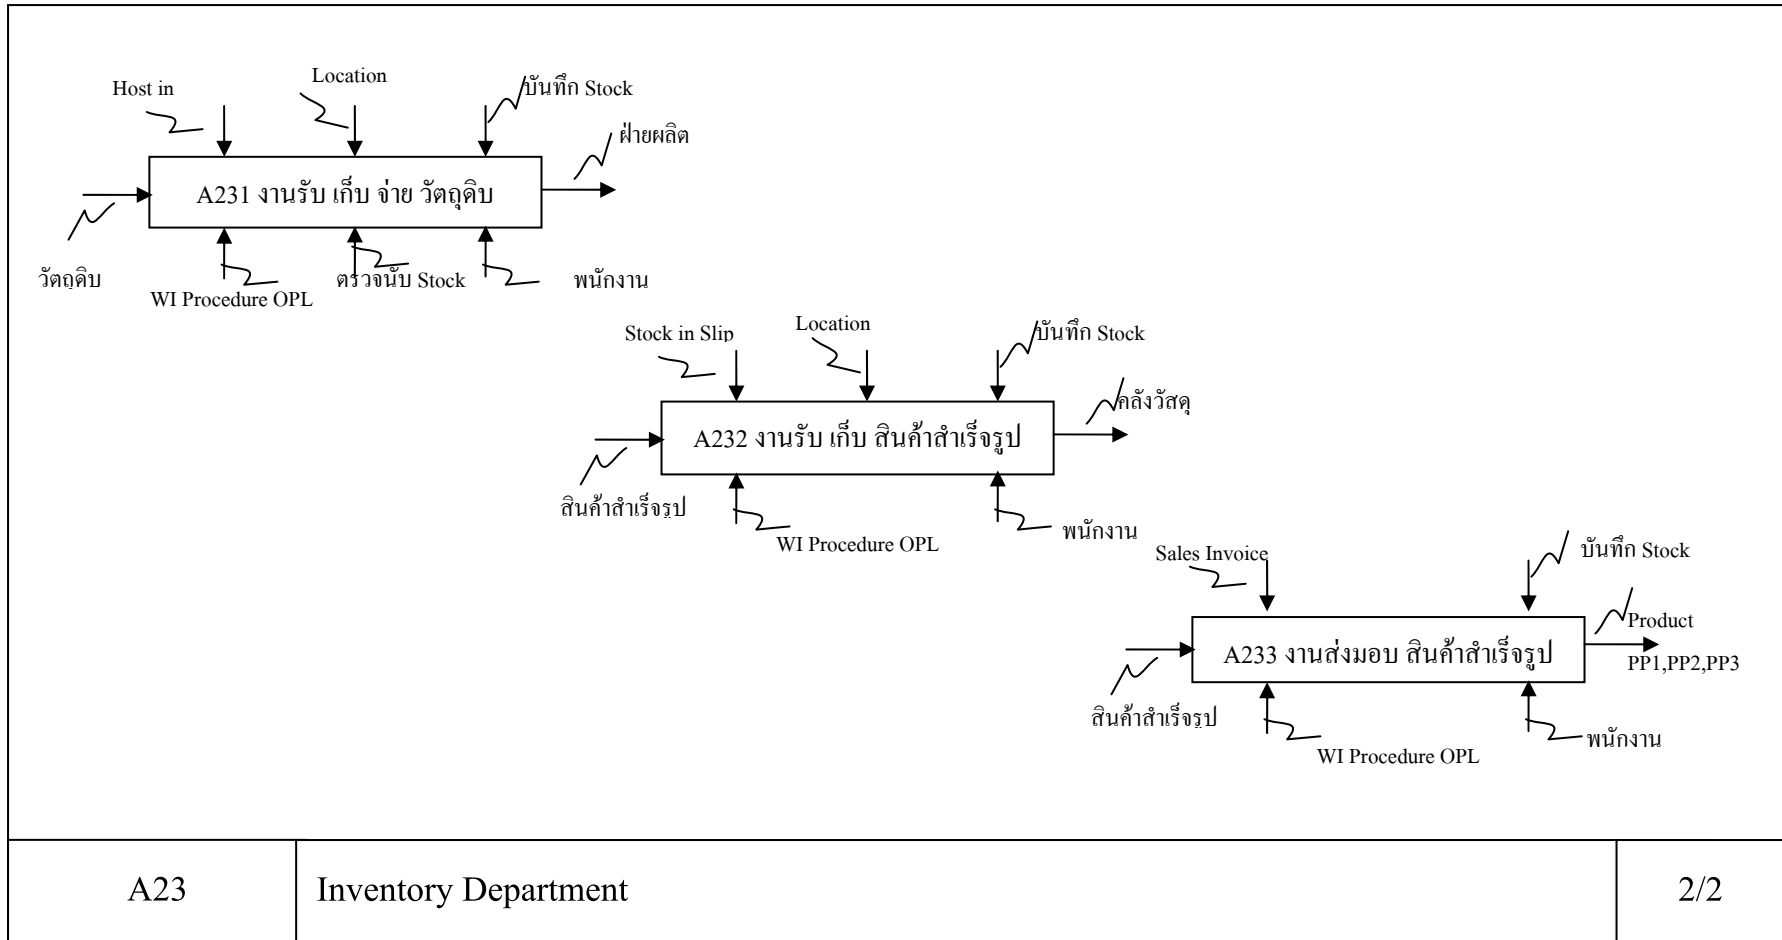 Host in
Location
บันทึก Stock
ฝ่ายผลิต
A231 งานรับ เก็บ จ่าย วัตถุดิบ
วัตถุดิบ
WI Procedure OPL
ตรวจนับ Stock
พนักงาน
Stock in Slip
Location
บันทึก Stock
คลังวัสดุ
A232 งานรับ เก็บ สินค้าสำเร็จรูป
สินค้าสำเร็จรูป
WI Procedure OPL
พนักงาน
Sales Invoice
บันทึก Stock
Product
PP1,PP2,PP3
A233 งานส่งมอบ สินค้าสำเร็จรูป
สินค้าสำเร็จรูป
WI Procedure OPL
พนักงาน
A23
Inventory Department
2/2